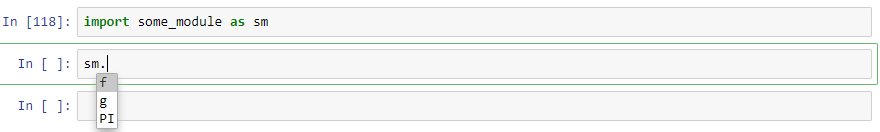 In [118]: import some_module as sm
In [ ]: sm.
f
g
PI
In [ ]: